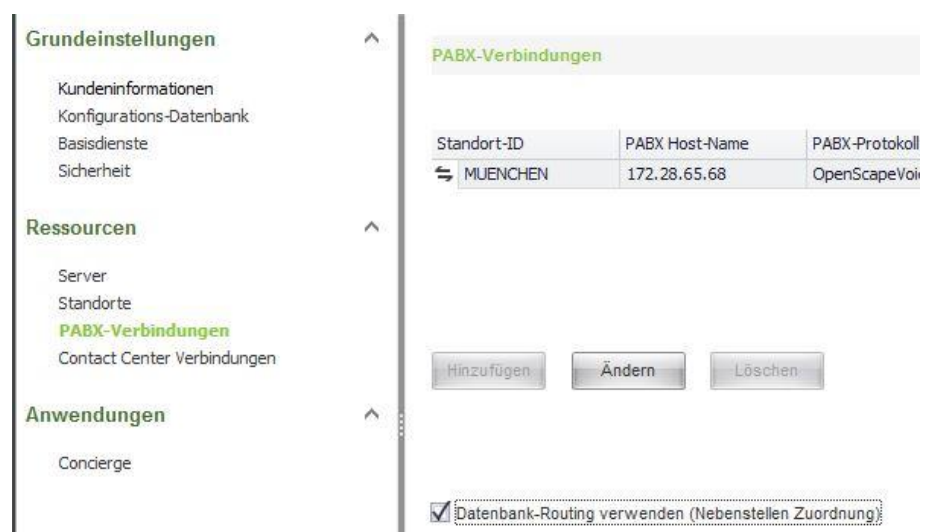 Grundeinstellungen
Kundeninformationen
Konfigurations-Datenbank
Basisdienste
Sicherheit
Ressourcen
Server
Standorte
PABX-Verbindungen
Contact Center Verbindungen
Anwendungen
Concierge
PABX-Verbindungen
Standort-ID PABX Host-Name PABX-Protokoll
MUENCHEN 172.28.65.68 OpenScapeVoi
Hinzufügen Ändern Löschen
Datenbank-Routing verwenden (Nebenstellen Zuordnung)